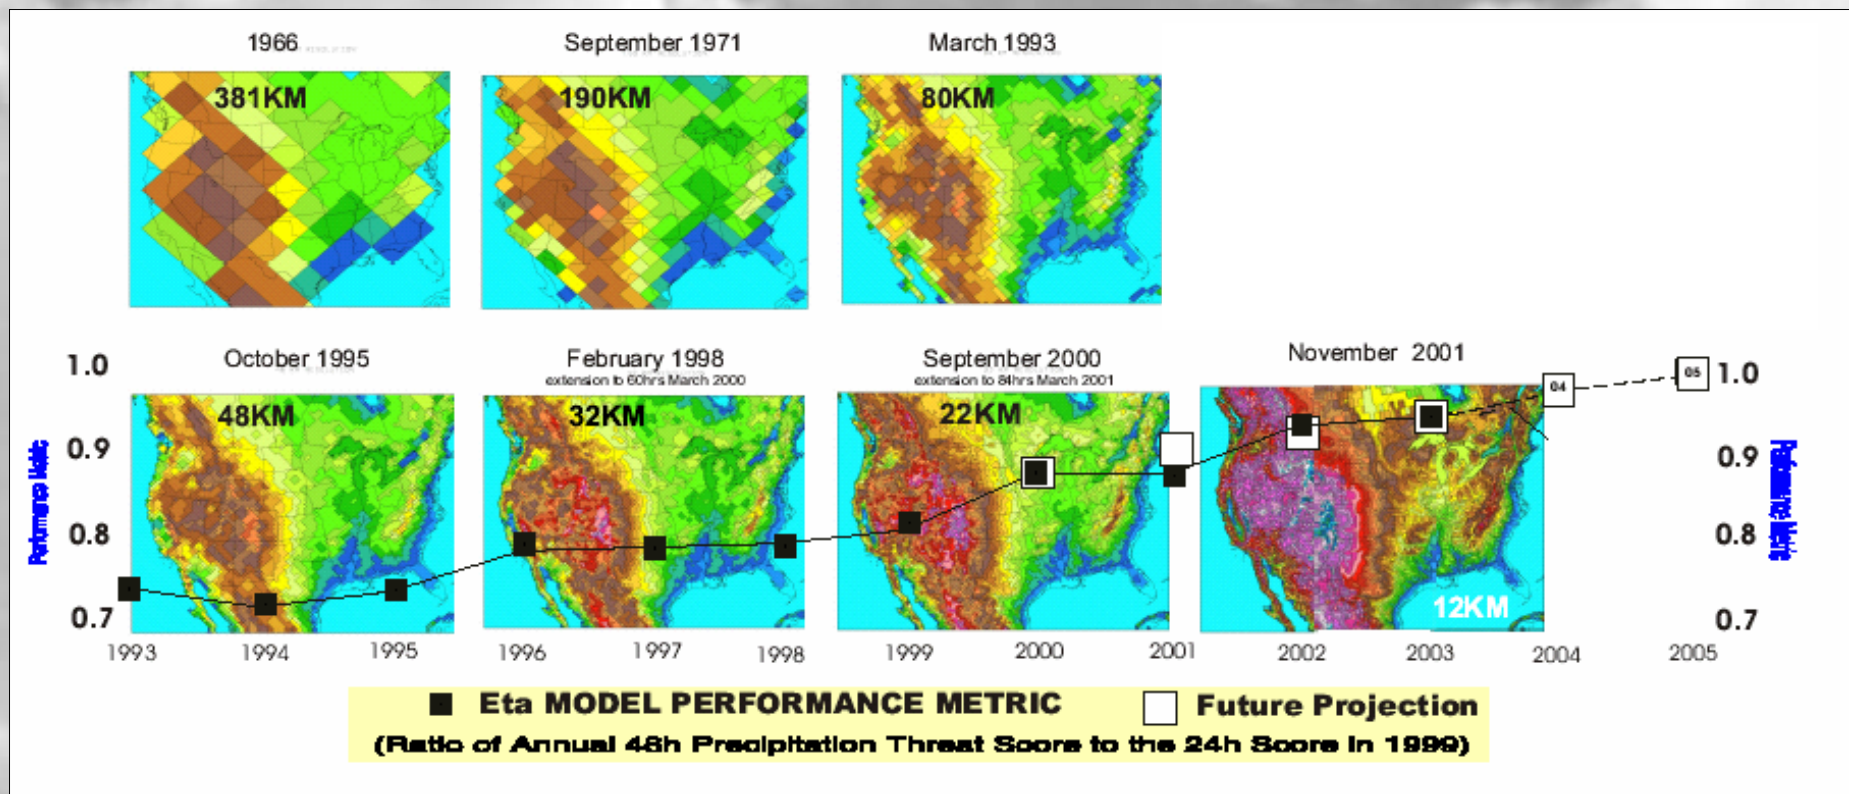 1966
September 1971
March 1993
381KM
190KM
80KM
October 1995
February 1998
extension to 60hrs March 2000
September 2000
extension to 84hrs March 2001
November 2001
48KM
32KM
22KM
12KM
1.0
0.9
0.8
0.7
Performance Metric
04
05
1.0
0.9
0.8
0.7
Performance Metric
1993
1994
1995
1996
1997
1998
1999
2000
2001
2002
2003
2004
2005
Eta MODEL PERFORMANCE METRIC
Future Projection
(Ratio of Annual 48h Precipitation Threat Score to the 24h Score in 1999)